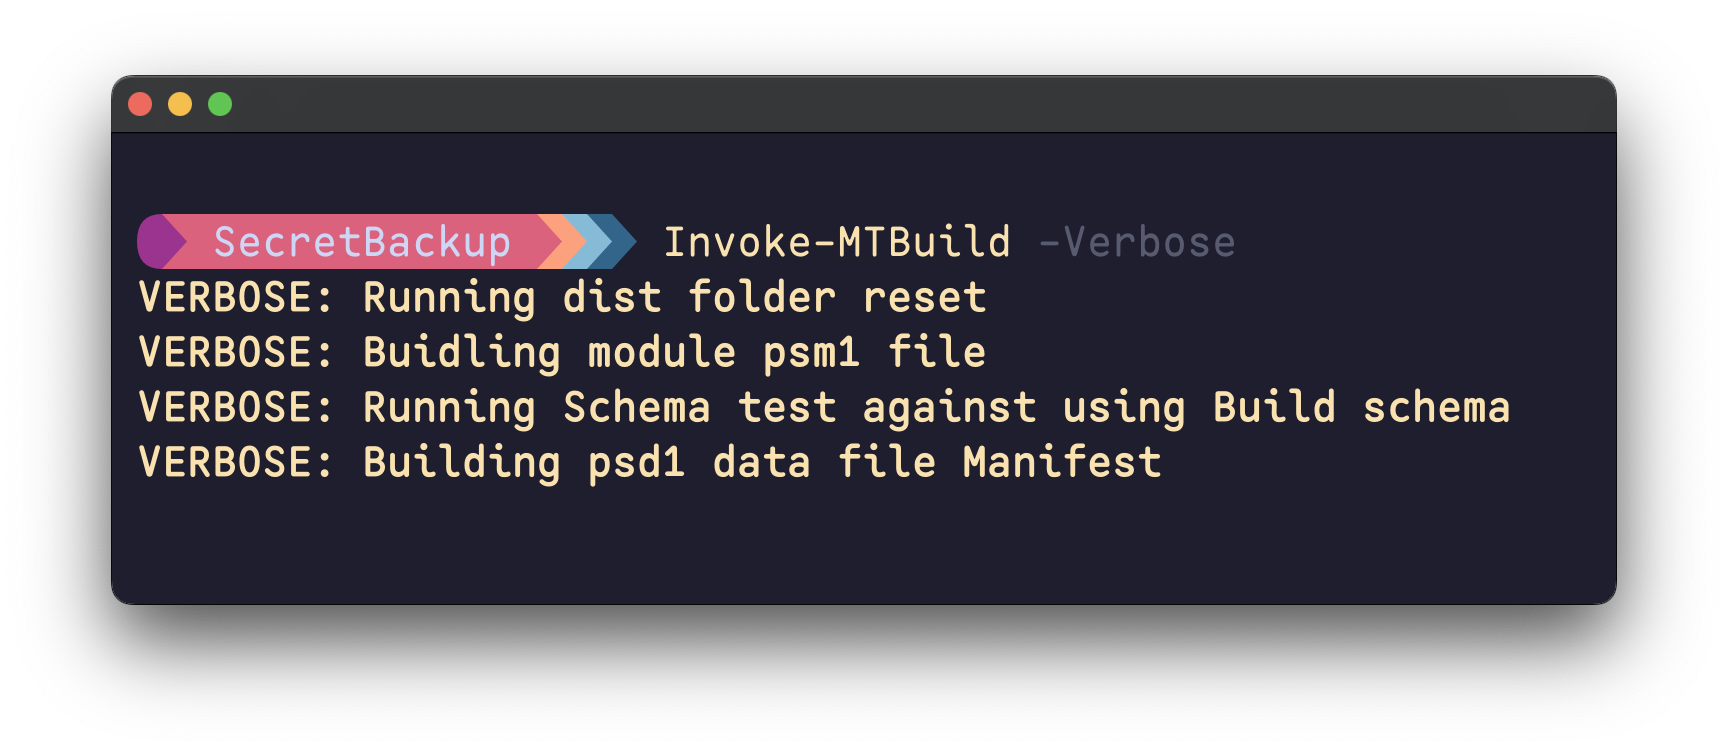 SecretBackup Invoke-MTBuild -Verbose
VERBOSE: Running dist folder reset
VERBOSE: Buidling module psm1 file
VERBOSE: Running Schema test against using Build schema
VERBOSE: Building psd1 data file Manifest